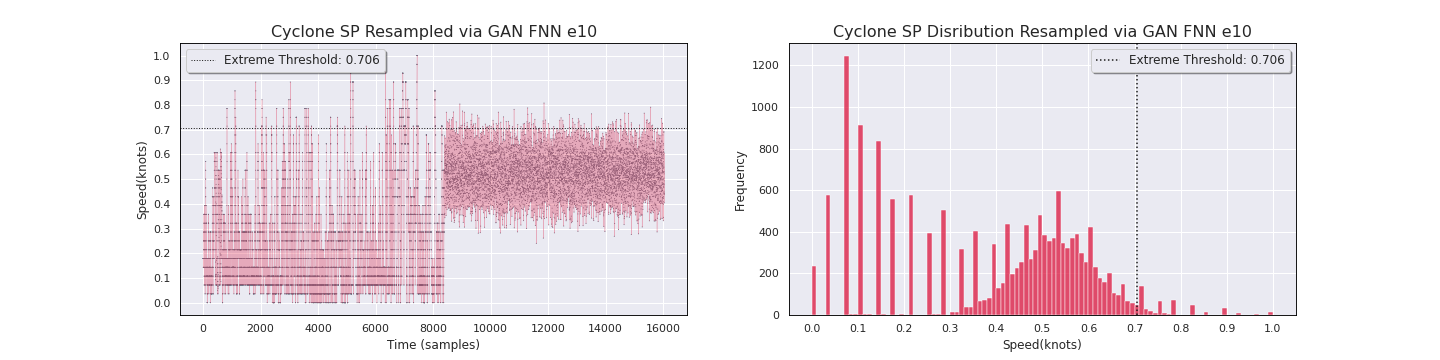 Cyclone SP Resampled via GAN FNN e10
Extreme Threshold: 0.706
Speed(knots)
1.0
0.9
0.8
0.7
0.6
0.5
0.4
0.3
0.2
0.1
0.0
0 2000 4000 6000 8000 10000 12000 14000 16000
Time (samples)
Cyclone SP Disribution Resampled via GAN FNN e10
Extreme Threshold: 0.706
Frequency
1200
1000
800
600
400
200
0
0.0 0.1 0.2 0.3 0.4 0.5 0.6 0.7 0.8 0.9 1.0
Speed(knots)